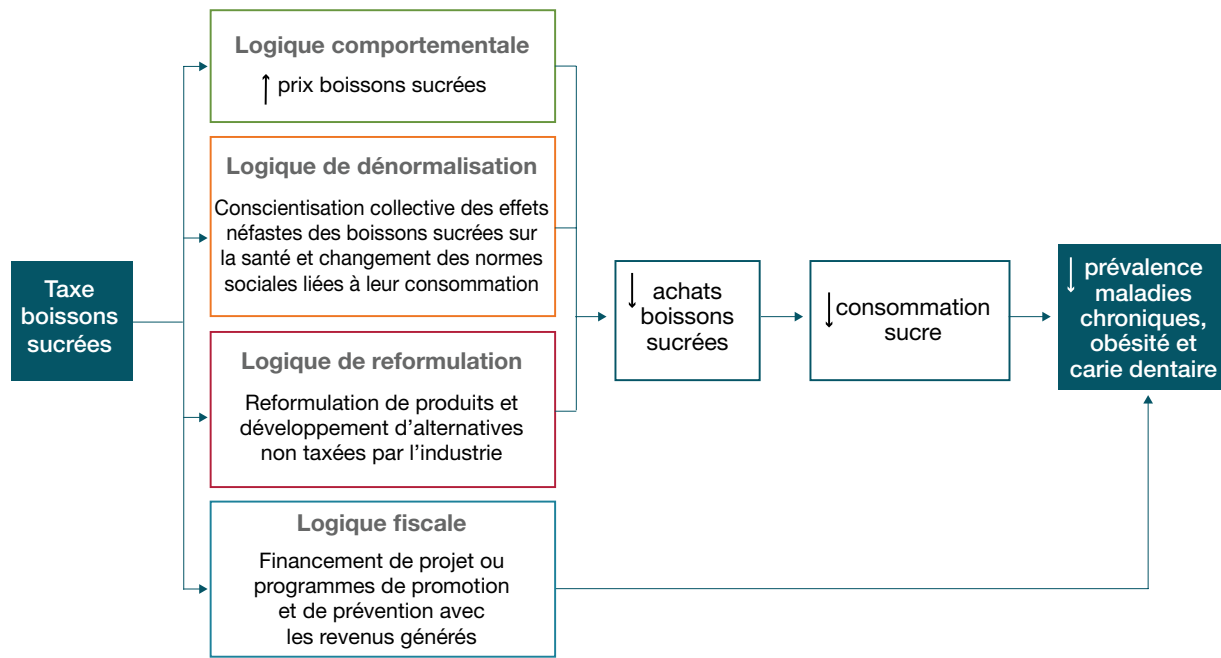 Logique comportementale
↑ prix boissons sucrées
Logique de dénormalisation
Conscientisation collective des effets
néfastes des boissons sucrées sur
la santé et changement des normes
sociales liées à leur consommation
Taxe
boissons
sucrées
Logique de reformulation
Reformulation de produits et
développement d’alternatives
non taxées par l’industrie
Logique fiscale
Financement de projet ou
programmes de promotion
et de prévention avec
les revenus générés
↓ achats
boissons
sucrées
↓ consommation
sucre
↓ prévalence
maladies
chroniques,
obésité et
carie dentaire